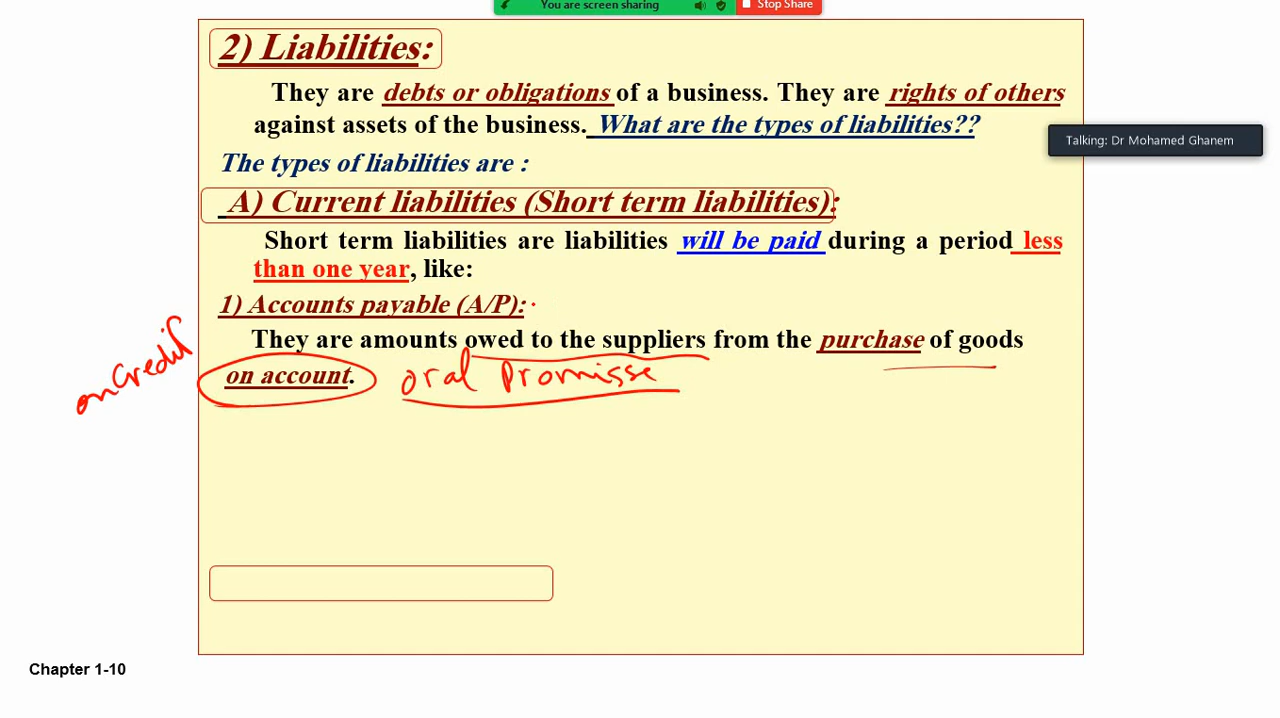 You are screen sharing
Stop Share
2) Liabilities:
They are debts or obligations of a business. They are rights of others
against assets of the business. What are the types of liabilities??
Talking: Dr Mohamed Ghanem
The types of liabilities are :
A) Current liabilities (Short term liabilities):
Short term liabilities are liabilities will be paid during a period less
than one year, like:
1) Accounts payable (A/P):
They are amounts owed to the suppliers from the purchase of goods
on Credit
on account. oral Promisse
Chapter 1-10